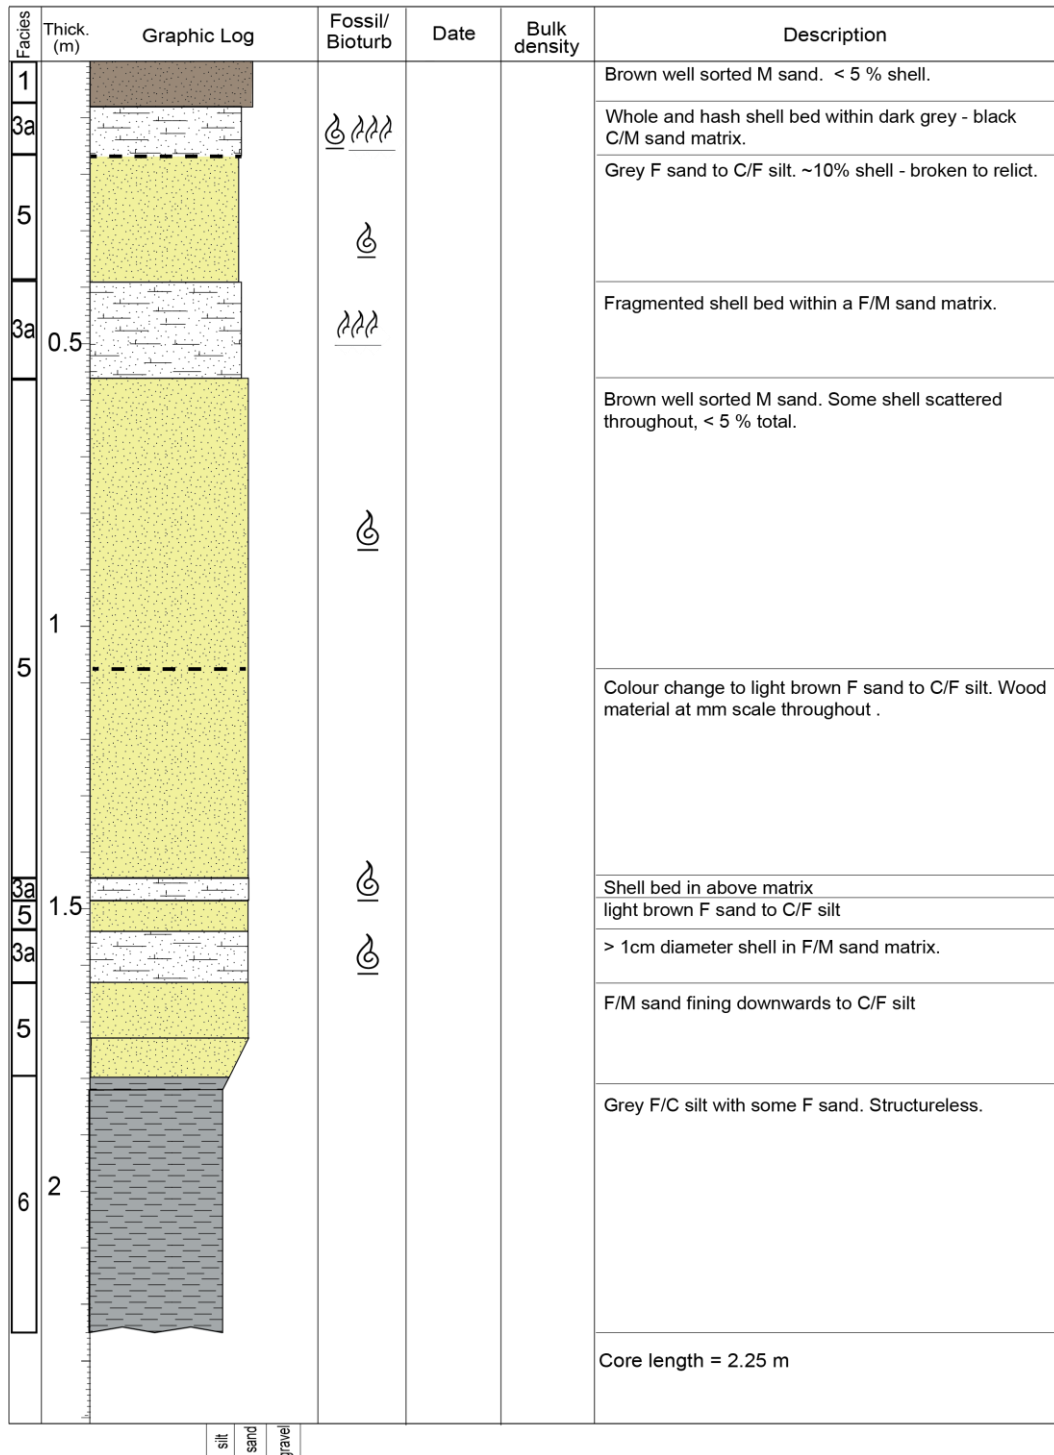 Facies
Thick.
(m)
Graphic Log
Fossil/
Bioturb
Date
Bulk
density
Description
1
Brown well sorted M sand. < 5 % shell.
3a
Whole and hash shell bed within dark grey - black
C/M sand matrix.
5
Grey F sand to C/F silt. ~10% shell - broken to relict.
3a
0.5
Fragmented shell bed within a F/M sand matrix.
Brown well sorted M sand. Some shell scattered
throughout, < 5 % total.
1
5
Colour change to light brown F sand to C/F silt. Wood
material at mm scale throughout .
3a
Shell bed in above matrix
5
1.5
light brown F sand to C/F silt
3a
> 1cm diameter shell in F/M sand matrix.
5
F/M sand fining downwards to C/F silt
Grey F/C silt with some F sand. Structureless.
6
2
Core length = 2.25 m
silt
sand
gravel